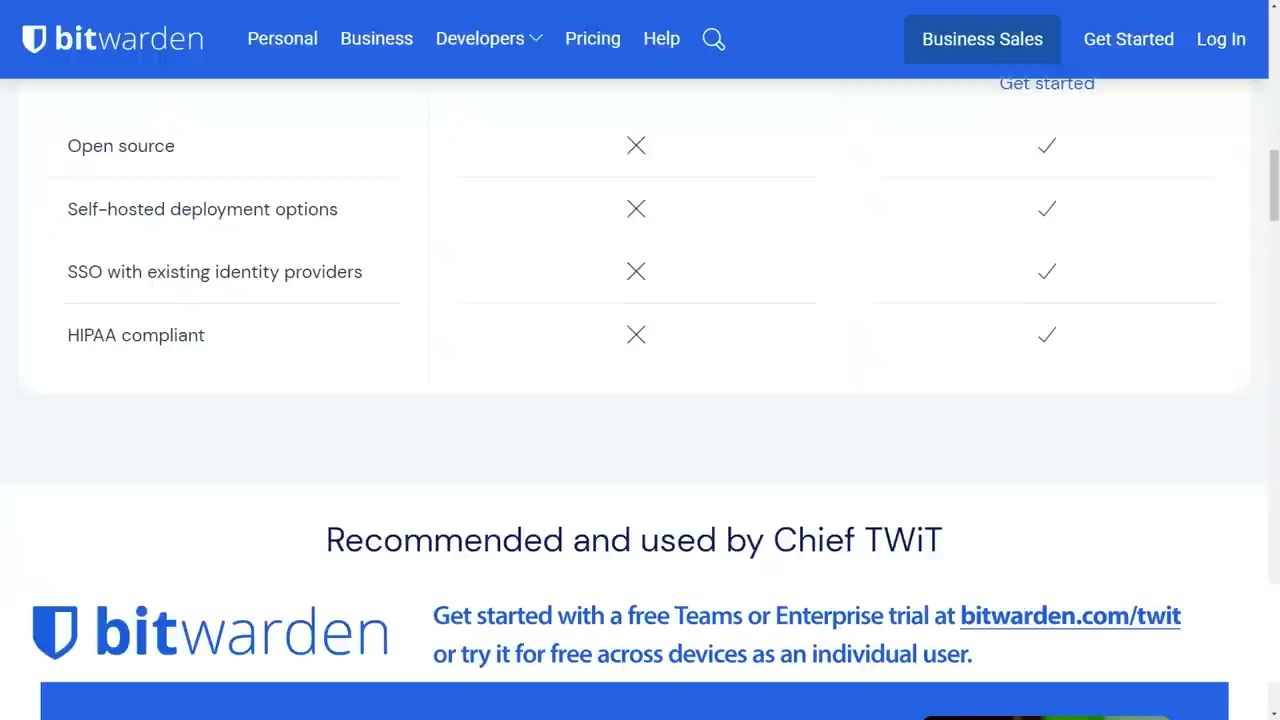 bitwarden Personal Business Developers Pricing Help Business Sales Get Started Log In
Get started
Open source
Self-hosted deployment options
SSO with existing identity providers
HIPAA compliant
Recommended and used by Chief TWiT
bitwarden
Get started with a free Teams or Enterprise trial at bitwarden.com/twit
or try it for free across devices as an individual user.